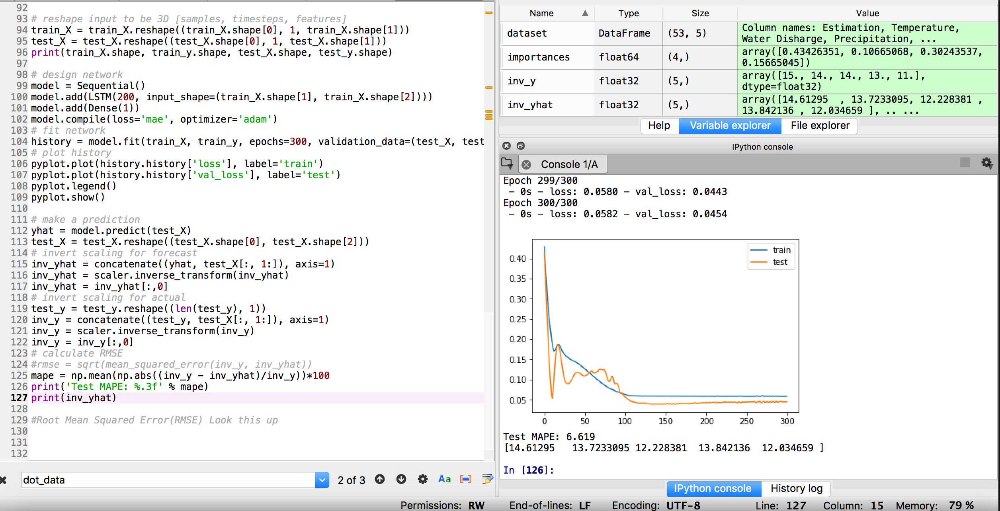 92
93 # reshape input to be 3D [samples, timesteps, features]
94 train_X = train_X.reshape((train_X.shape[0], 1, train_X.shape[1]))
95 test_X = test_X.reshape((test_X.shape[0], 1, test_X.shape[1]))
96 print(train_X.shape, train_y.shape, test_X.shape, test_y.shape)
97
98 # design network
99 model = Sequential()
100 model.add(LSTM(200, input_shape=(train_X.shape[1], train_X.shape[2])))
101 model.add(Dense(1))
102 model.compile(loss='mae', optimizer='adam')
103 # fit network
104 history = model.fit(train_X, train_y, epochs=300, validation_data=(test_X, test
105 # plot history
106 pyplot.plot(history.history['loss'], label='train')
107 pyplot.plot(history.history['val_loss'], label='test')
108 pyplot.legend()
109 pyplot.show()
110
111 # make a prediction
112 yhat = model.predict(test_X)
113 test_X = test_X.reshape((test_X.shape[0], test_X.shape[2]))
114 # invert scaling for forecast
115 inv_yhat = concatenate((yhat, test_X[:, 1:]), axis=1)
116 inv_yhat = scaler.inverse_transform(inv_yhat)
117 inv_yhat = inv_yhat[:,0]
118 # invert scaling for actual
119 test_y = test_y.reshape((len(test_y), 1))
120 inv_y = concatenate((test_y, test_X[:, 1:]), axis=1)
121 inv_y = scaler.inverse_transform(inv_y)
122 inv_y = inv_y[:,0]
123 # calculate RMSE
124 #rmse = sqrt(mean_squared_error(inv_y, inv_yhat))
125 mape = np.mean(np.abs((inv_y - inv_yhat)/inv_y))*100
126 print('Test MAPE: %.3f' % mape)
127 print(inv_yhat)
128
129 #Root Mean Squared Error(RMSE) Look this up
130
131
132
dot_data
2 of 3
Aa
Name Type Size Value
dataset DataFrame (53, 5) Column names: Estimation, Temperature,
Water Disharge, Precipitation, ...
importances float64 (4,) array([0.43426351, 0.10665068, 0.30243537,
0.15665045])
inv_y float32 (5,) array([15., 14., 14., 13., 11.],
dtype=float32)
inv_yhat float32 (5,) array([14.61295  , 13.7233095, 12.228381 ,
13.842136 , 12.034659 ], .. ...
Help Variable explorer File explorer
IPython console
Console 1/A
Epoch 299/300
- 0s - loss: 0.0580 - val_loss: 0.0443
Epoch 300/300
- 0s - loss: 0.0582 - val_loss: 0.0454
train
test
0.40
0.35
0.30
0.25
0.20
0.15
0.10
0.05
0 50 100 150 200 250 300
Test MAPE: 6.619
[14.61295   13.7233095 12.228381  13.842136  12.034659 ]
In [126]:
IPython console History log
Permissions: RW End-of-lines: LF Encoding: UTF-8 Line: 127 Column: 15 Memory: 79 %